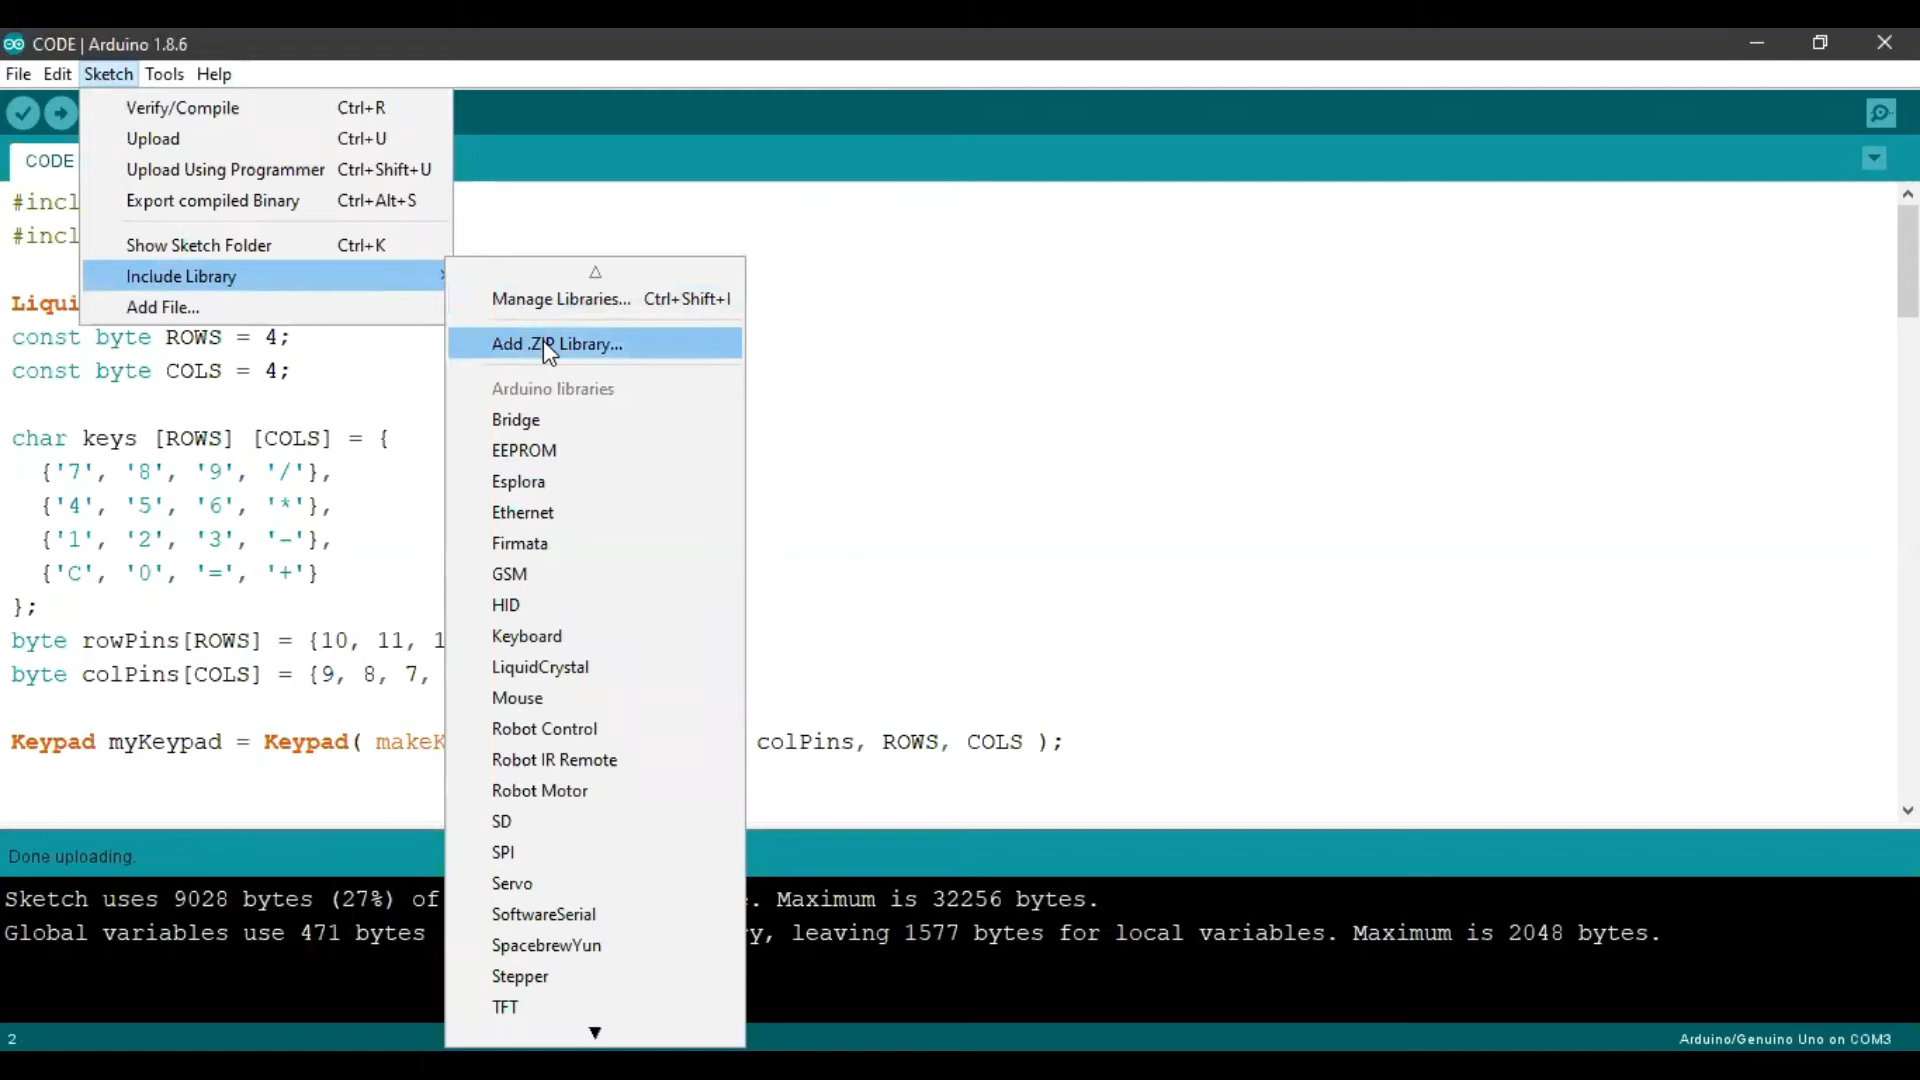 CODE | Arduino 1.8.6
File Edit Sketch Tools Help
Verify/Compile Ctrl+R
Upload Ctrl+U
Upload Using Programmer Ctrl+Shift+U
Export compiled Binary Ctrl+Alt+S
Show Sketch Folder Ctrl+K
Include Library
Add File...
Manage Libraries... Ctrl+Shift+I
Add .ZIP Library...
Arduino libraries
Bridge
EEPROM
Esplora
Ethernet
Firmata
GSM
HID
Keyboard
LiquidCrystal
Mouse
Robot Control
Robot IR Remote
Robot Motor
SD
SPI
Servo
SoftwareSerial
SpacebrewYun
Stepper
TFT
CODE
#incl
#incl
Liqui
const byte ROWS = 4;
const byte COLS = 4;
char keys [ROWS] [COLS] = {
{'7', '8', '9', '/'},
{'4', '5', '6', '*'},
{'1', '2', '3', '-'},
{'C', '0', '=', '+'}
};
byte rowPins[ROWS] = {10, 11, 1
byte colPins[COLS] = {9, 8, 7,
Keypad myKeypad = Keypad( makeK colPins, ROWS, COLS );
Done uploading.
Sketch uses 9028 bytes (27%) of e. Maximum is 32256 bytes.
Global variables use 471 bytes y, leaving 1577 bytes for local variables. Maximum is 2048 bytes.
2 Arduino/Genuino Uno on COM3